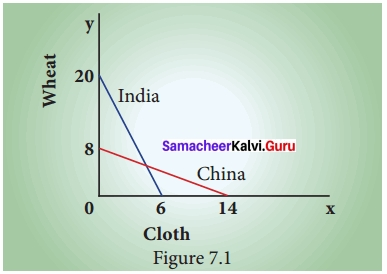 y
Wheat
20
India
SamacheerKalvi.Guru
8
China
0
6
14
x
Cloth
Figure 7.1